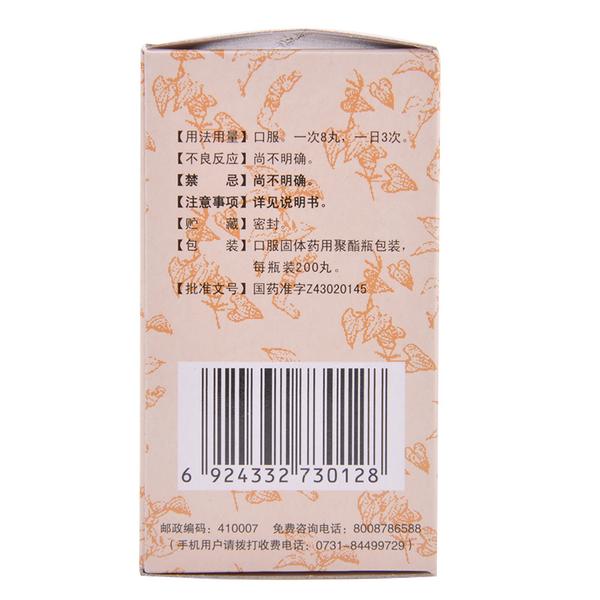 【用法用量】口服。一次8丸，一日3次。
【不良反应】尚不明确。
【禁　忌】尚不明确。
【注意事项】详见说明书。
【贮　藏】密封。
【包　装】口服固体药用聚酯瓶包装，
每瓶装200丸。
【批准文号】国药准字Z43020145
6 924332 730128
邮政编码：410007　免费咨询电话：8008786588
（手机用户请拨打收费电话：0731-84499729）